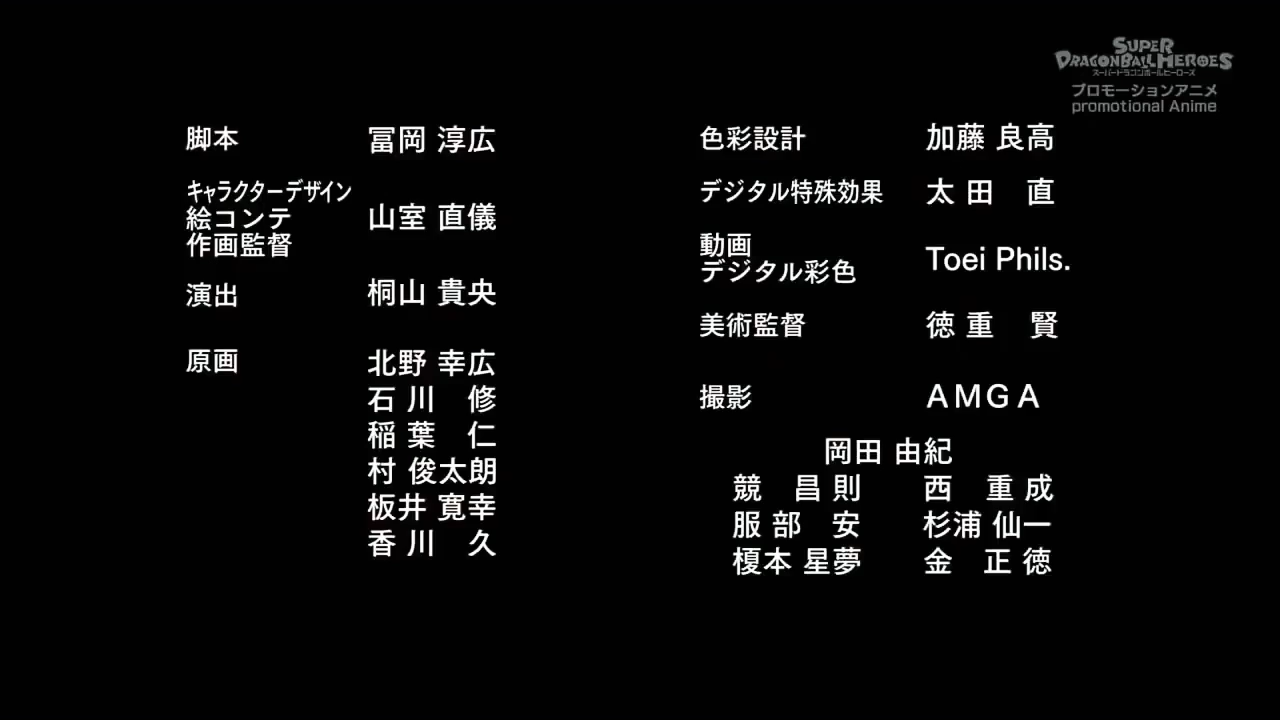 SUPER
DRAGONBALL HEROES
スーパードラゴンボールヒーローズ
プロモーションアニメ
promotional Anime
脚本 冨岡 淳広
キャラクターデザイン
絵コンテ 山室 直儀
作画監督
演出 桐山 貴央
原画 北野 幸広
石川 修
稲葉 仁
村 俊太朗
板井 寛幸
香川 久
色彩設計 加藤 良高
デジタル特殊効果 太田 直
動画
デジタル彩色 Toei Phils.
美術監督 徳重 賢
撮影 AMGA
岡田 由紀
競 昌則 西 重成
服部 安 杉浦 仙一
榎本 星夢 金 正徳